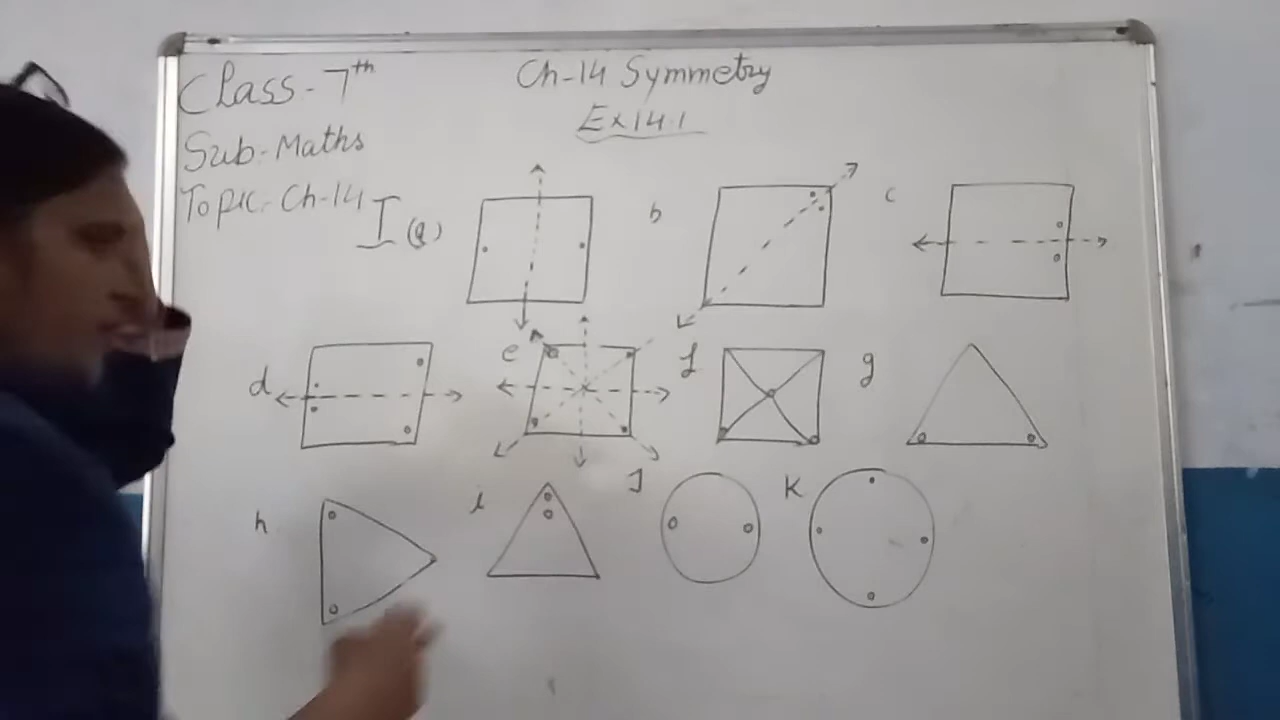 Class-7th
Ch-14 Symmetry
Ex 14.1
Sub-Maths
Topic-Ch-14
I (a)
b
c
d
e
f
g
h
i
J
K